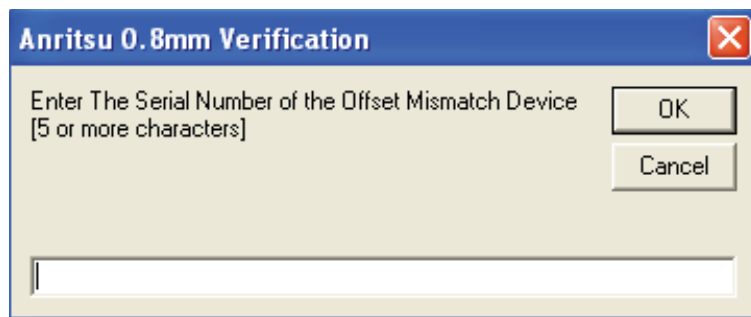 Anritsu 0.8mm Verification
Enter The Serial Number of the Offset Mismatch Device
[5 or more characters]
OK
Cancel